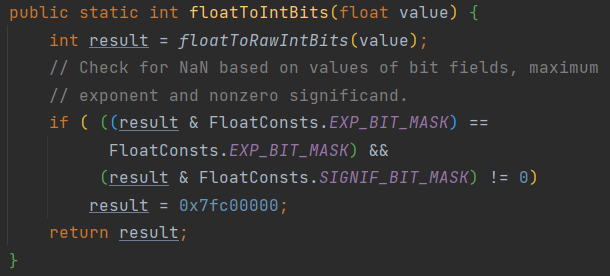 public static int floatToIntBits(float value) {
    int result = floatToRawIntBits(value);
    // Check for NaN based on values of bit fields, maximum
    // exponent and nonzero significand.
    if ( ((result & FloatConsts.EXP_BIT_MASK) ==
          FloatConsts.EXP_BIT_MASK) &&
         (result & FloatConsts.SIGNIF_BIT_MASK) != 0)
        result = 0x7fc00000;
    return result;
}